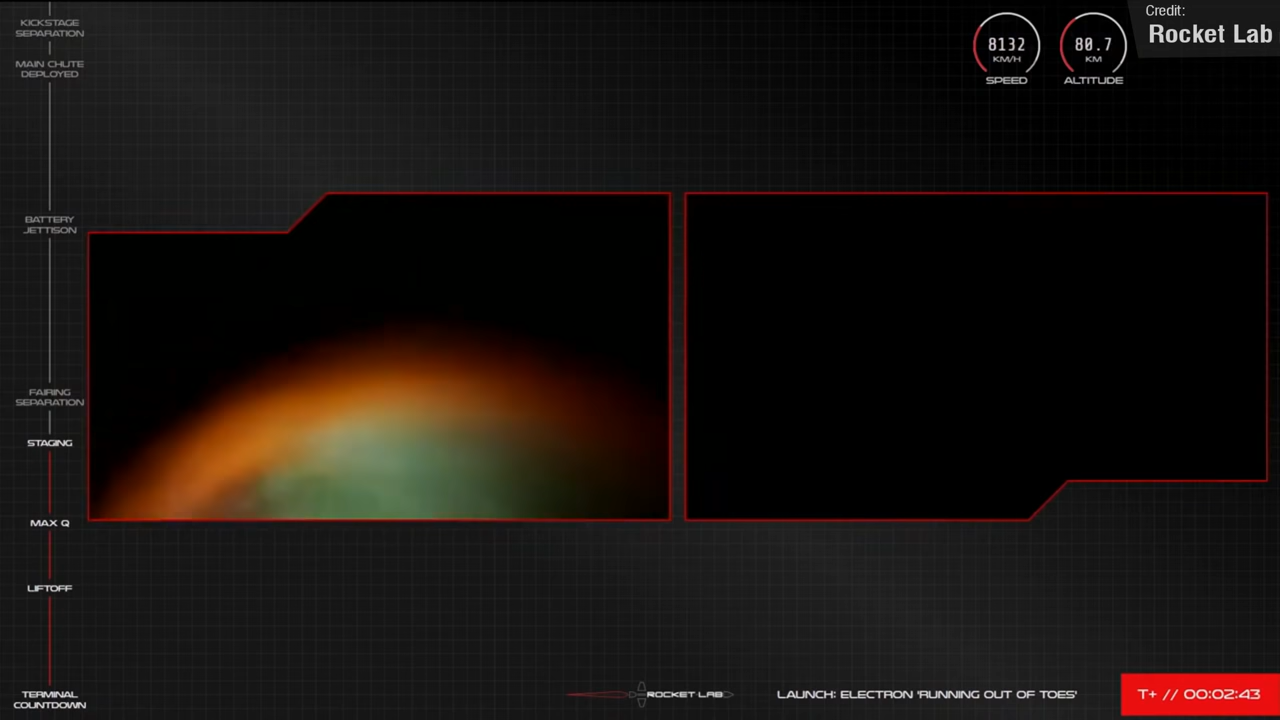 KICKSTAGE
SEPARATION
MAIN CHUTE
DEPLOYED
BATTERY
JETTISON
FAIRING
SEPARATION
STAGING
MAX Q
LIFTOFF
TERMINAL
COUNTDOWN
8132
KM/H
SPEED
80.7
KM
ALTITUDE
Credit:
Rocket Lab
ROCKET LAB
LAUNCH: ELECTRON 'RUNNING OUT OF TOES'
T+ // 00:02:43